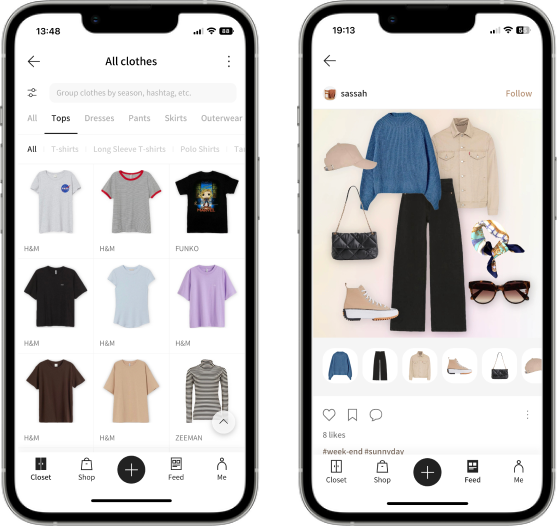 13:48
88
All clothes
Group clothes by season, hashtag, etc.
All Tops Dresses Pants Skirts Outerwear
All T-shirts Long Sleeve T-shirts Polo Shirts
H&M H&M FUNKO
H&M H&M H&M
H&M H&M ZEEMAN
Closet Shop Feed Me
19:13
sassah Follow
8 likes
#week-end #sunnyday
Closet Shop Feed Me